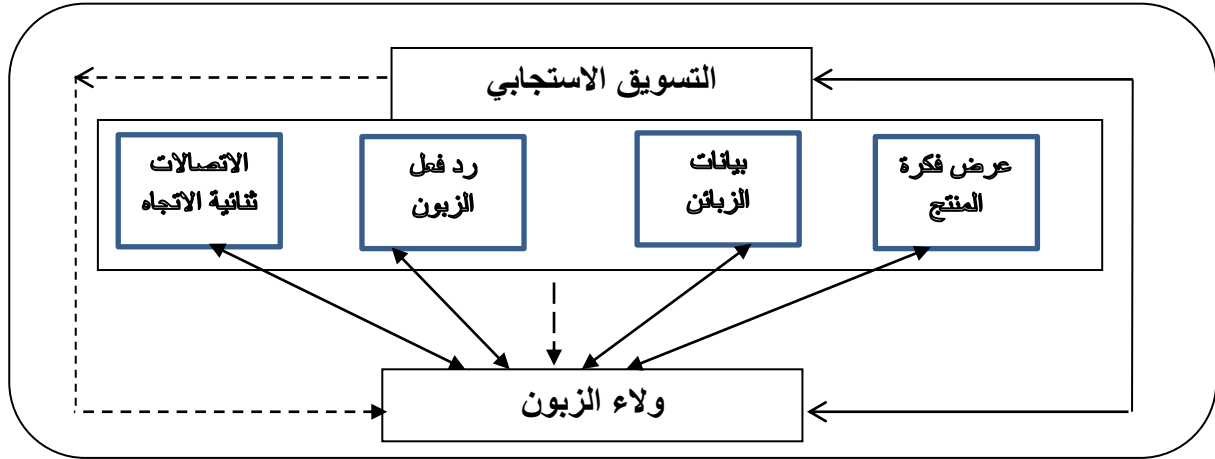 التسويق الاستجابي
عرض فكرة
المنتج
بيانات
الزبائن
رد فعل
الزبون
الاتصالات
ثنائية الاتجاه
ولاء الزبون